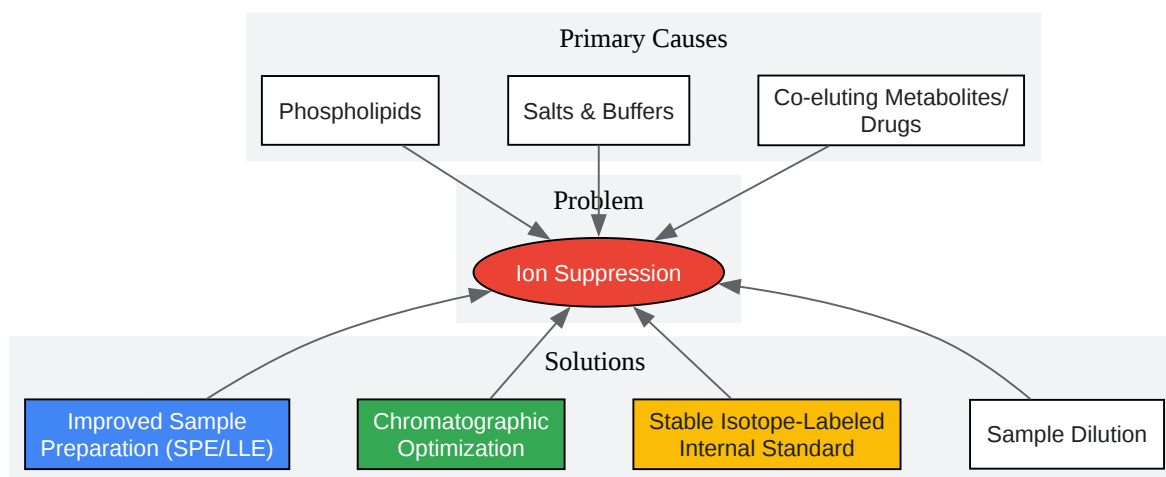 Primary Causes
Phospholipids
Salts & Buffers
Co-eluting Metabolites/
Drugs
Problem
Ion Suppression
Solutions
Improved Sample
Preparation (SPE/LLE)
Chromatographic
Optimization
Stable Isotope-Labeled
Internal Standard
Sample Dilution